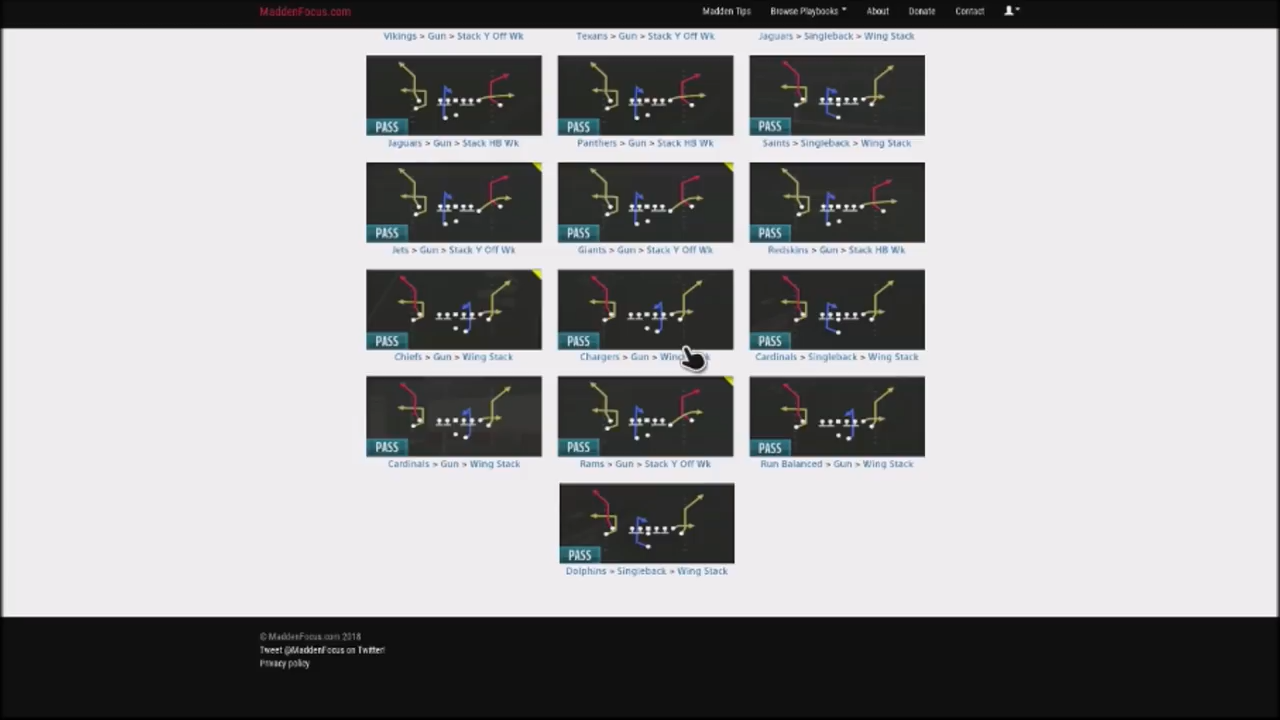 MaddenFocus.com
Madden Tips Browse Playbooks About Donate Contact
Vikings > Gun > Stack Y Off Wk
Texans > Gun > Stack Y Off Wk
Jaguars > Singleback > Wing Stack
PASS
PASS
PASS
Jaguars > Gun > Stack HB Wk
Panthers > Gun > Stack HB Wk
Saints > Singleback > Wing Stack
PASS
PASS
PASS
Jets > Gun > Stack Y Off Wk
Giants > Gun > Stack Y Off Wk
Redskins > Gun > Stack HB Wk
PASS
PASS
PASS
Chiefs > Gun > Wing Stack
Chargers > Gun > Wing
Cardinals > Singleback > Wing Stack
PASS
PASS
PASS
Cardinals > Gun > Wing Stack
Rams > Gun > Stack Y Off Wk
Run Balanced > Gun > Wing Stack
PASS
Dolphins > Singleback > Wing Stack
© MaddenFocus.com 2018
Tweet @MaddenFocus on Twitter!
Privacy policy